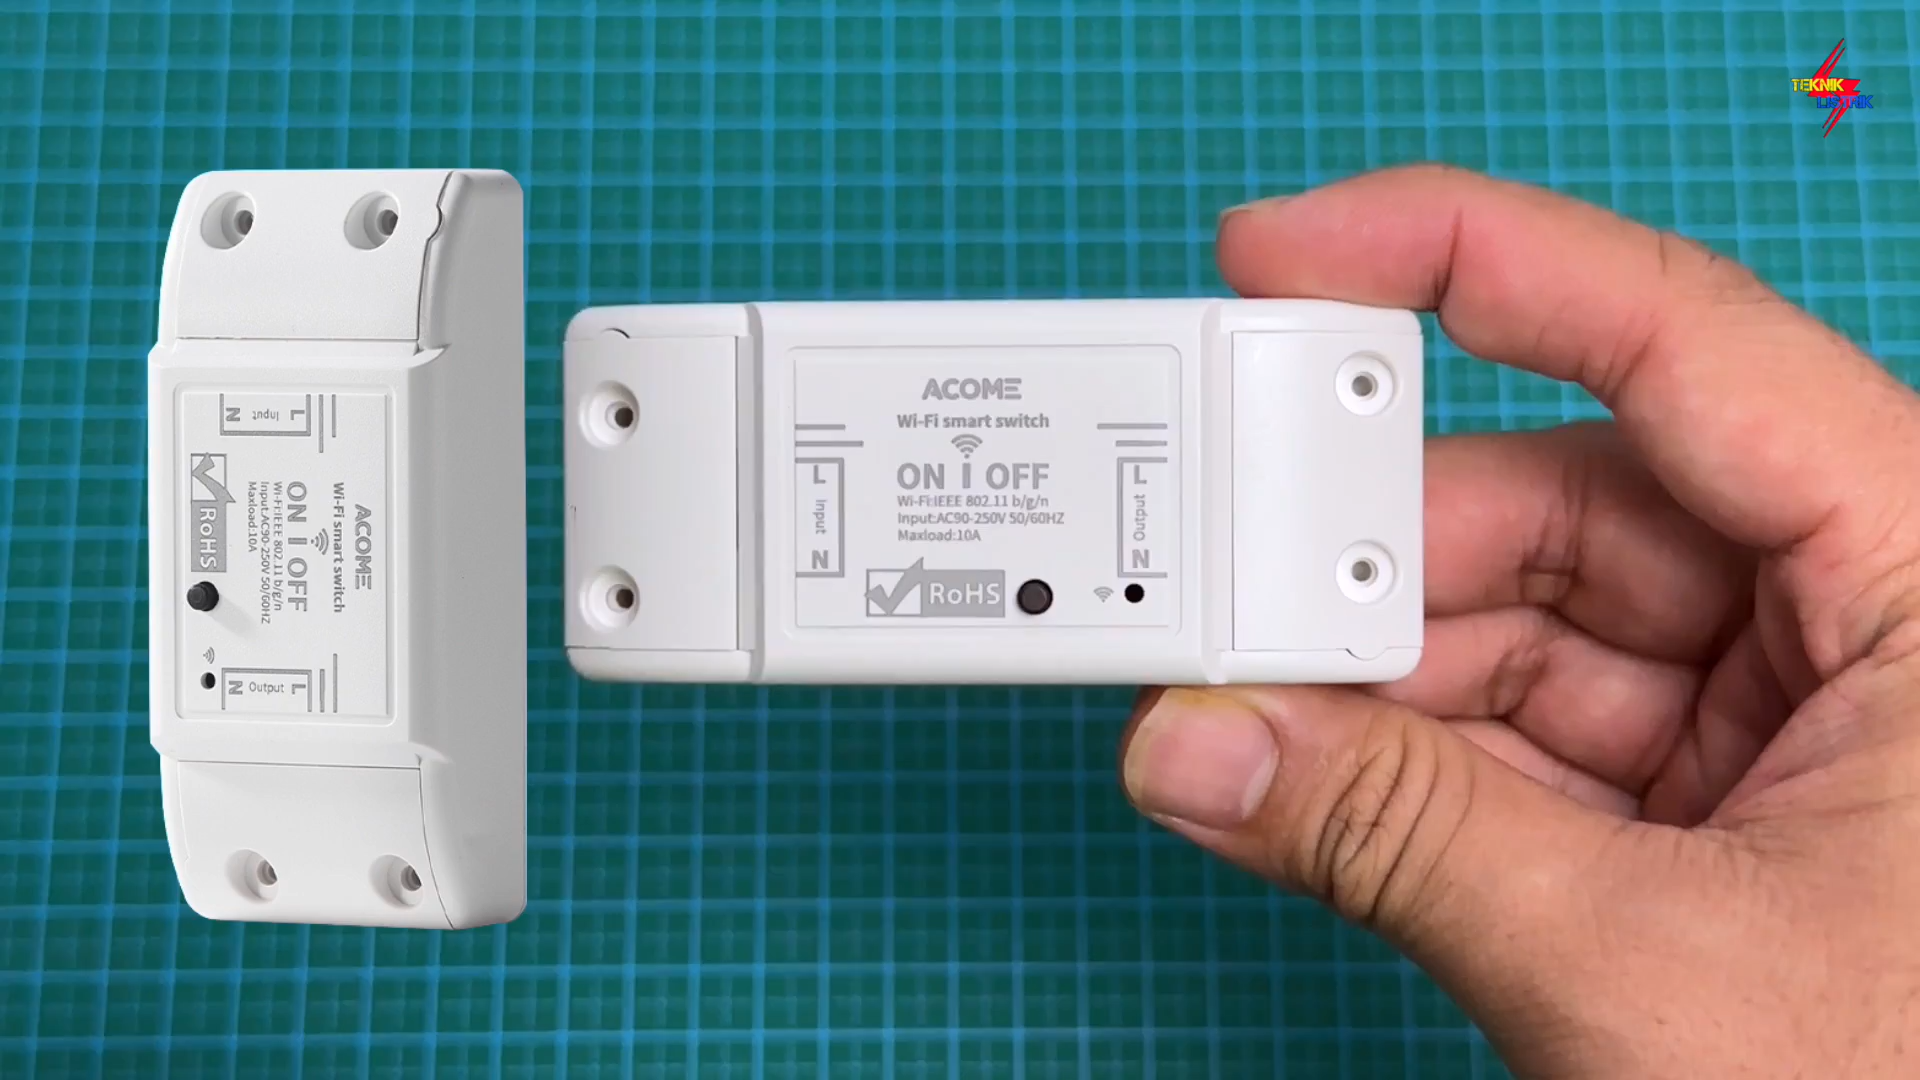 TEKNIK
LISTRIK
L
Input
N
ACOME
Wi-Fi smart switch
ON | OFF
Wi-Fi:IEEE 802.11 b/g/n
Input:AC90-250V 50/60HZ
Maxload:10A
RoHS
L
Output
N
ACOME
Wi-Fi smart switch
ON | OFF
Wi-Fi:IEEE 802.11 b/g/n
Input:AC90-250V 50/60HZ
Maxload:10A
RoHS
L
Input
N
L
Output
N